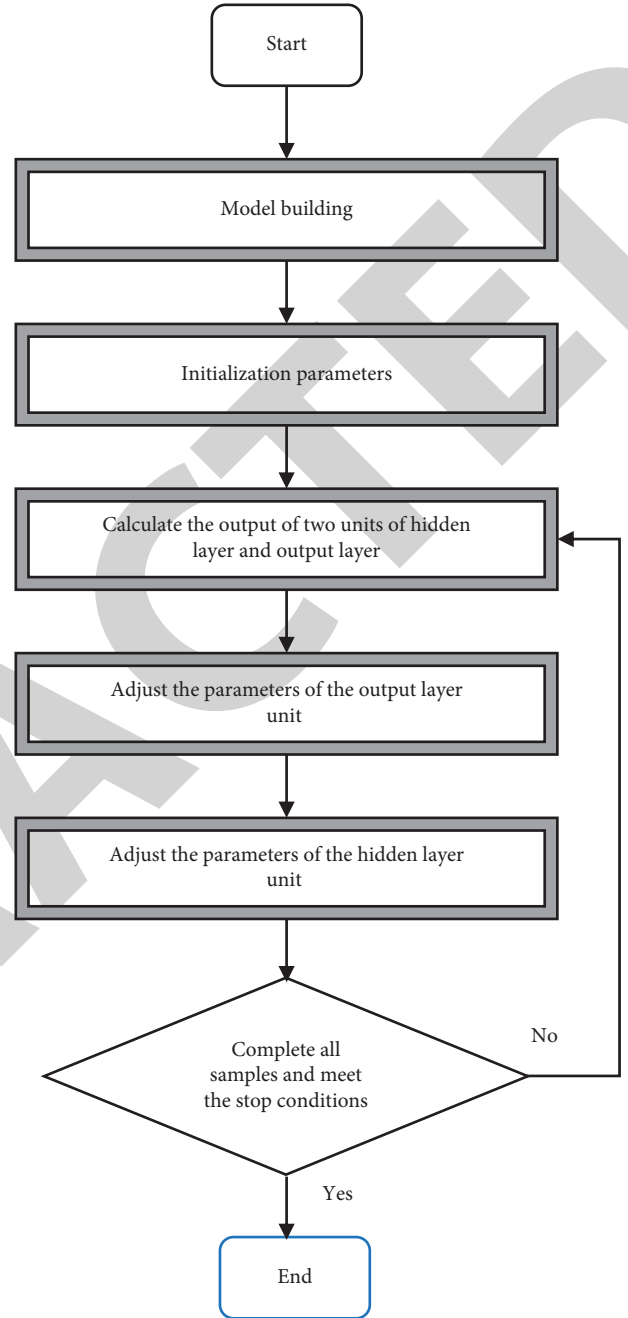 Start
Model building
Initialization parameters
Calculate the output of two units of hidden
layer and output layer
Adjust the parameters of the output layer
unit
Adjust the parameters of the hidden layer
unit
Complete all
samples and meet
the stop conditions
No
Yes
End
ACTED